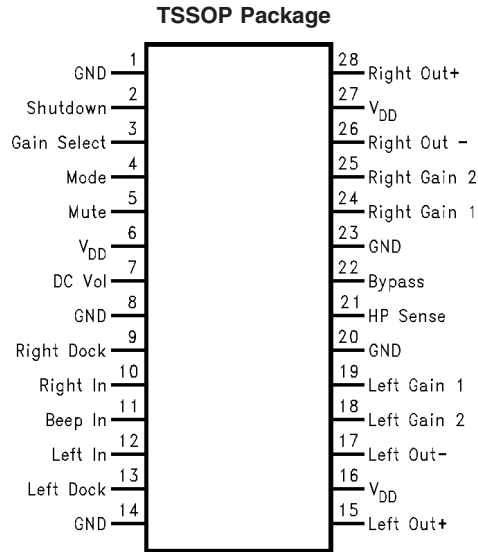 TSSOP Package
GND 1 28 Right Out+
Shutdown 2 27 VDD
Gain Select 3 26 Right Out -
Mode 4 25 Right Gain 2
Mute 5 24 Right Gain 1
VDD 6 23 GND
DC Vol 7 22 Bypass
GND 8 21 HP Sense
Right Dock 9 20 GND
Right In 10 19 Left Gain 1
Beep In 11 18 Left Gain 2
Left In 12 17 Left Out-
Left Dock 13 16 VDD
GND 14 15 Left Out+